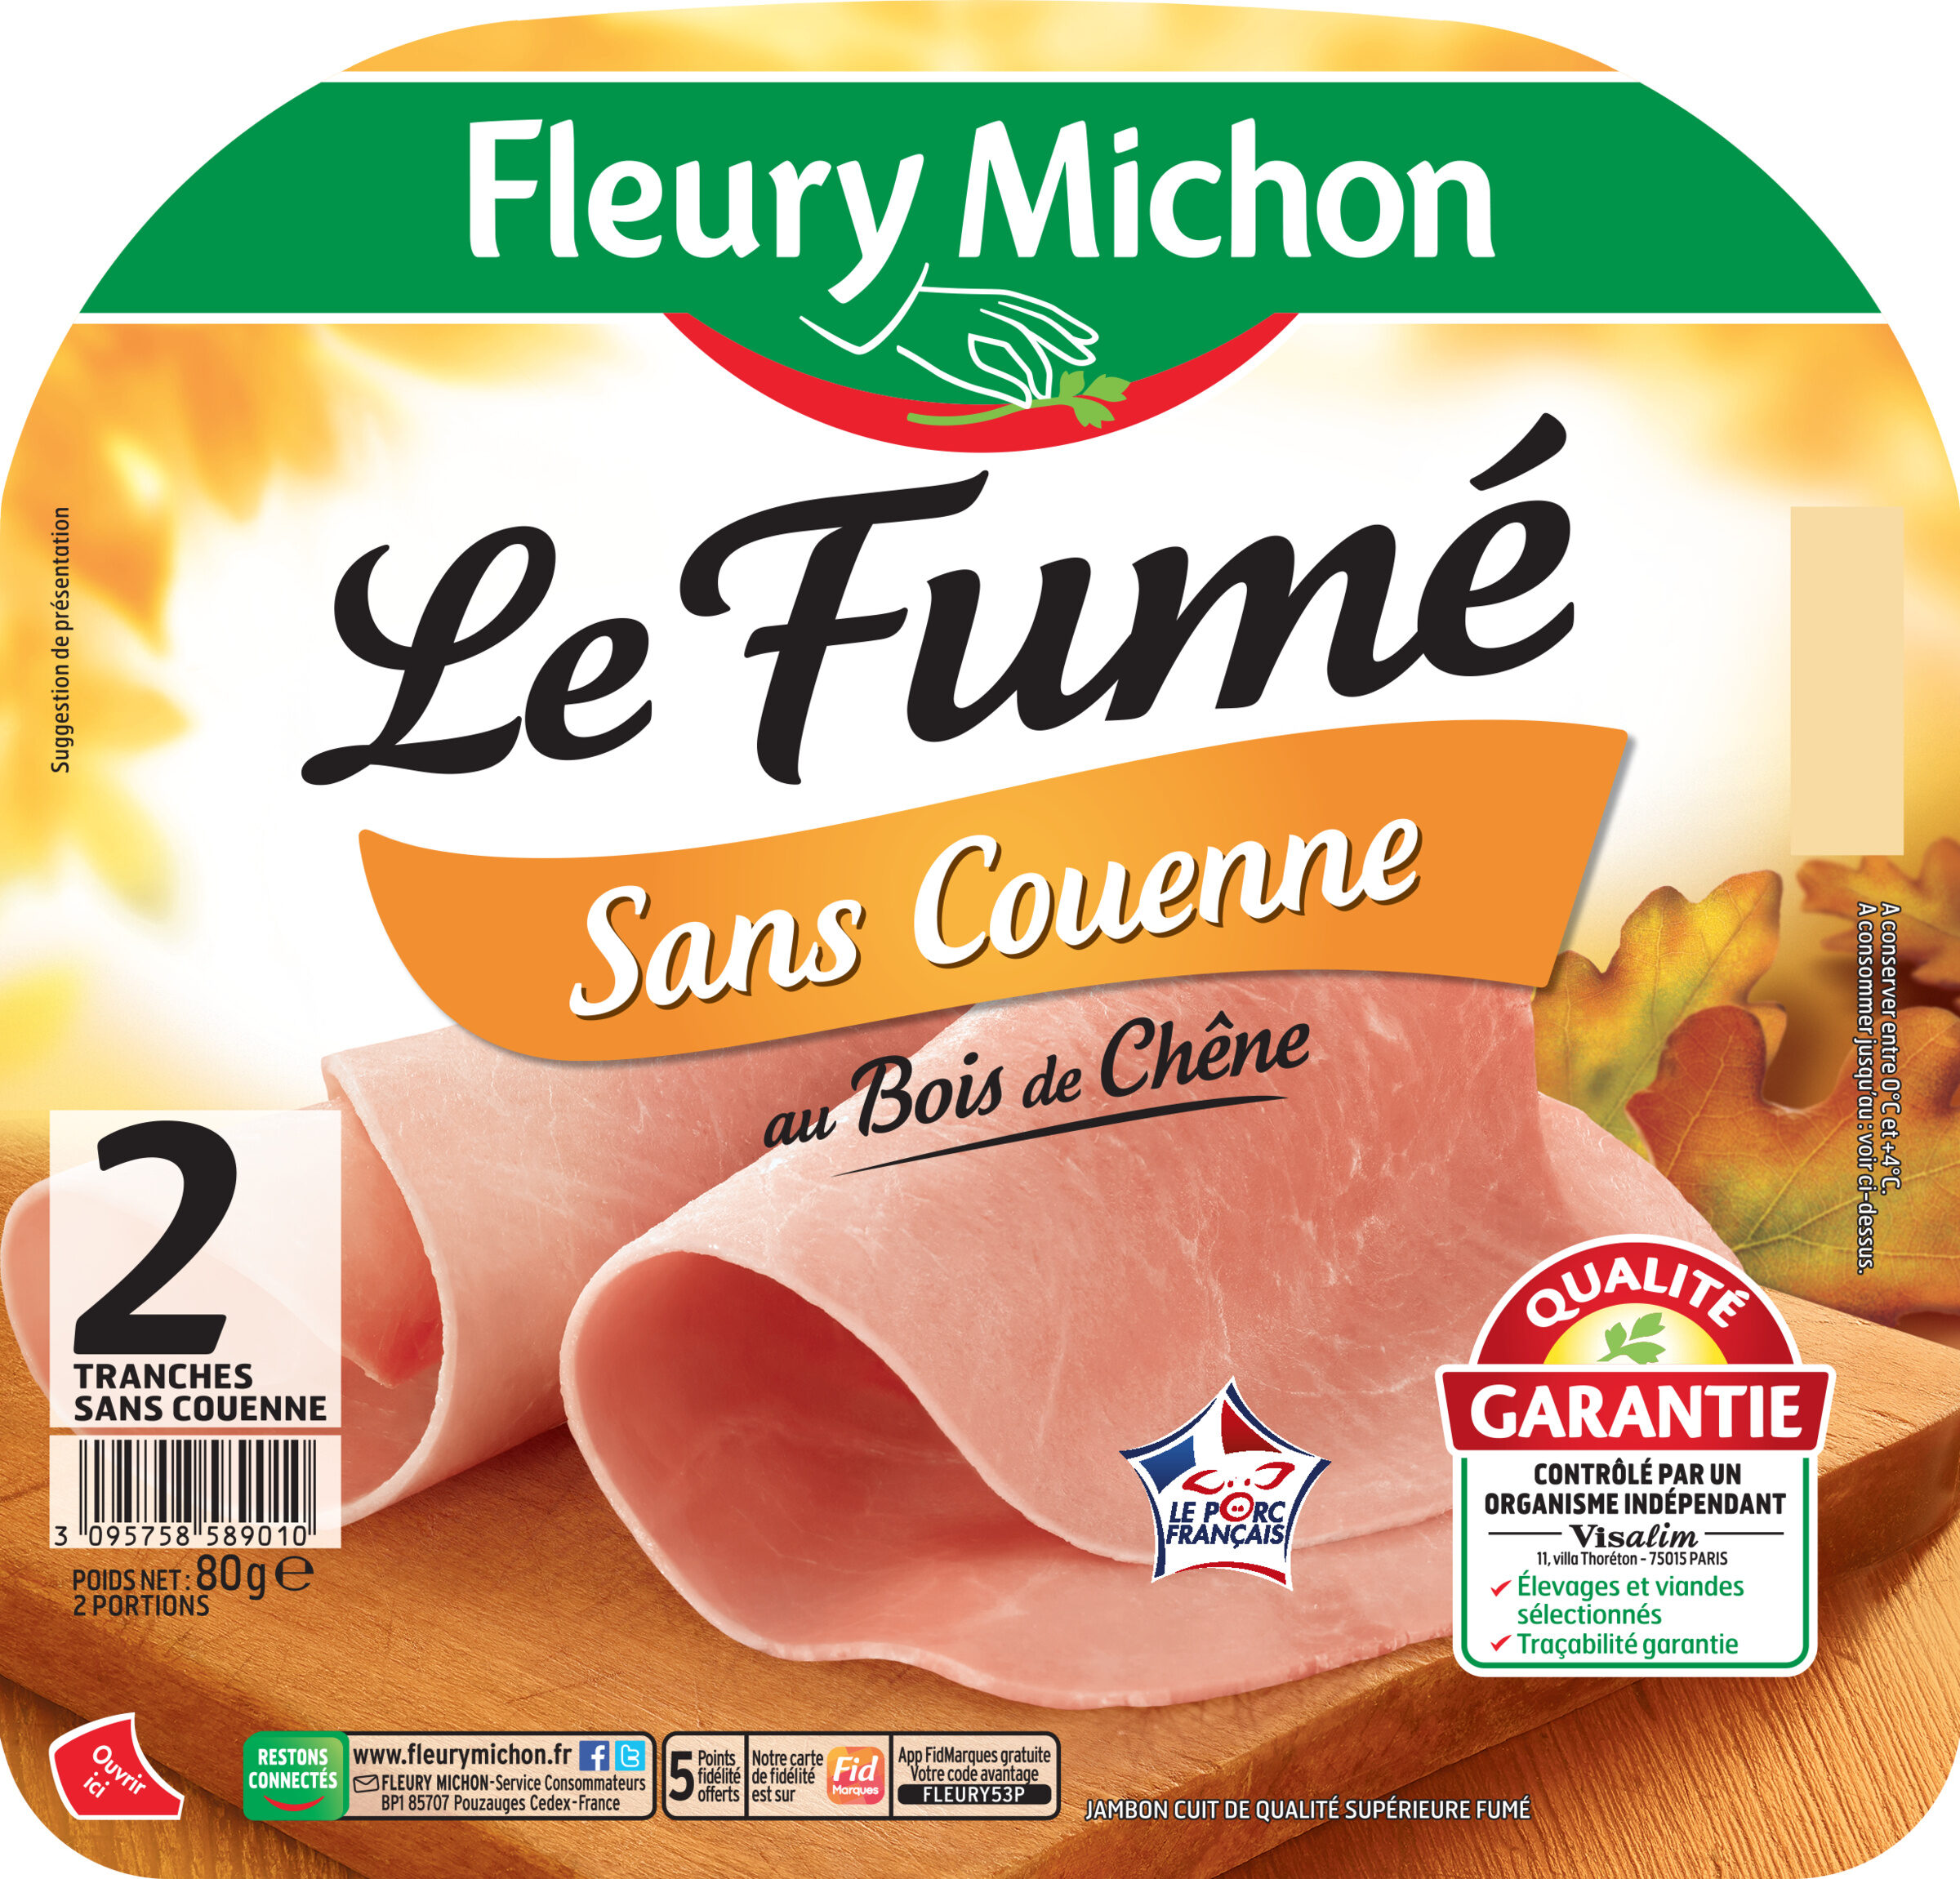 Fleury Michon
Suggestion de présentation
Le Fumé
Sans Couenne
au Bois de Chêne
A conserver entre 0°C et +4°C.
A consommer jusqu'au : voir ci-dessus.
2
TRANCHES
SANS COUENNE
3 095758 589010
POIDS NET : 80g e
2 PORTIONS
LE PORC
FRANÇAIS
QUALITÉ
GARANTIE
CONTRÔLÉ PAR UN
ORGANISME INDÉPENDANT
Visalim
11, villa Thoréton - 75015 PARIS
Élevages et viandes
sélectionnés
Traçabilité garantie
Ouvrir
ici
RESTONS
CONNECTÉS
www.fleurymichon.fr
FLEURY MICHON-Service Consommateurs
BP1 85707 Pouzauges Cedex-France
5 Points
fidélité
offerts
Notre carte
de fidélité
est sur
Fid
Marques
App FidMarques gratuite
Votre code avantage
FLEURY53P
JAMBON CUIT DE QUALITÉ SUPÉRIEURE FUMÉ